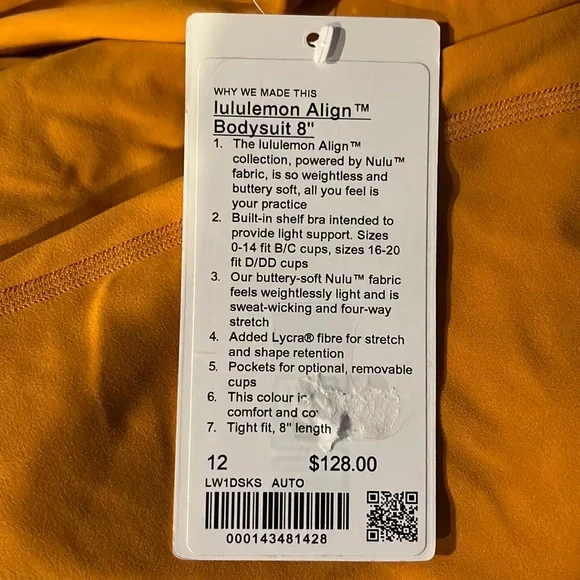 WHY WE MADE THIS
lululemon Align™
Bodysuit 8"
1. The lululemon Align™
collection, powered by Nulu™
fabric, is so weightless and
buttery soft, all you feel is
your practice
2. Built-in shelf bra intended to
provide light support. Sizes
0-14 fit B/C cups, sizes 16-20
fit D/DD cups
3. Our buttery-soft Nulu™ fabric
feels weightlessly light and is
sweat-wicking and four-way
stretch
4. Added Lycra® fibre for stretch
and shape retention
5. Pockets for optional, removable
cups
6. This colour
comfort and
7. Tight fit, 8" length
12 $128.00
LW1DSKS AUTO
000143481428